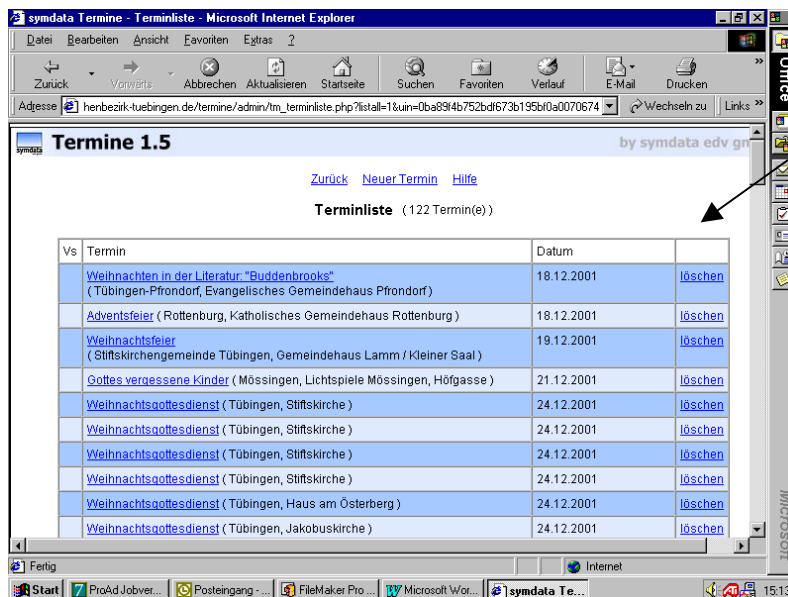 symdata Termine - Terminliste - Microsoft Internet Explorer
Datei Bearbeiten Ansicht Favoriten Extras ?
Zurück Vorwärts Abbrechen Aktualisieren Startseite Suchen Favoriten Verlauf E-Mail Drucken »
Adresse henbezirk-tuebingen.de/termine/admin/tm_terminliste.php?listall=1&uin=0ba89f4b752bdf673b195bf0a0070674 Wechseln zu Links »
Office
symdata Termine 1.5 by symdata edv gm
Zurück Neuer Termin Hilfe
Terminliste ( 122 Termin(e) )
Vs Termin Datum
Weihnachten in der Literatur: "Buddenbrooks" 18.12.2001 löschen
( Tübingen-Pfrondorf, Evangelisches Gemeindehaus Pfrondorf )
Adventsfeier ( Rottenburg, Katholisches Gemeindehaus Rottenburg ) 18.12.2001 löschen
Weihnachtsfeier 19.12.2001 löschen
( Stiftskirchengemeinde Tübingen, Gemeindehaus Lamm / Kleiner Saal )
Gottes vergessene Kinder ( Mössingen, Lichtspiele Mössingen, Höfgasse ) 21.12.2001 löschen
Weihnachtsgottesdienst ( Tübingen, Stiftskirche ) 24.12.2001 löschen
Weihnachtsgottesdienst ( Tübingen, Stiftskirche ) 24.12.2001 löschen
Weihnachtsgottesdienst ( Tübingen, Stiftskirche ) 24.12.2001 löschen
Weihnachtsgottesdienst ( Tübingen, Stiftskirche ) 24.12.2001 löschen
Weihnachtsgottesdienst ( Tübingen, Haus am Österberg ) 24.12.2001 löschen
Weihnachtsgottesdienst ( Tübingen, Jakobuskirche ) 24.12.2001 löschen
Microsoft
Fertig Internet
Start ProAd Jobver... Posteingang - ... FileMaker Pro ... Microsoft Wor... symdata Te... 15:13